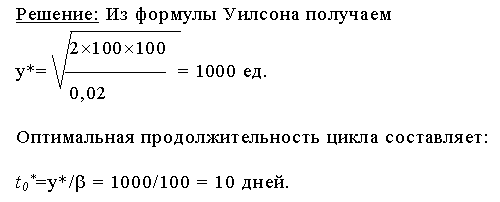 Решение: Из формулы Уилсона получаем
2×100×100
y*= √ = 1000 ед.
0,02
Оптимальная продолжительность цикла составляет:
t₀*=y*/β = 1000/100 = 10 дней.